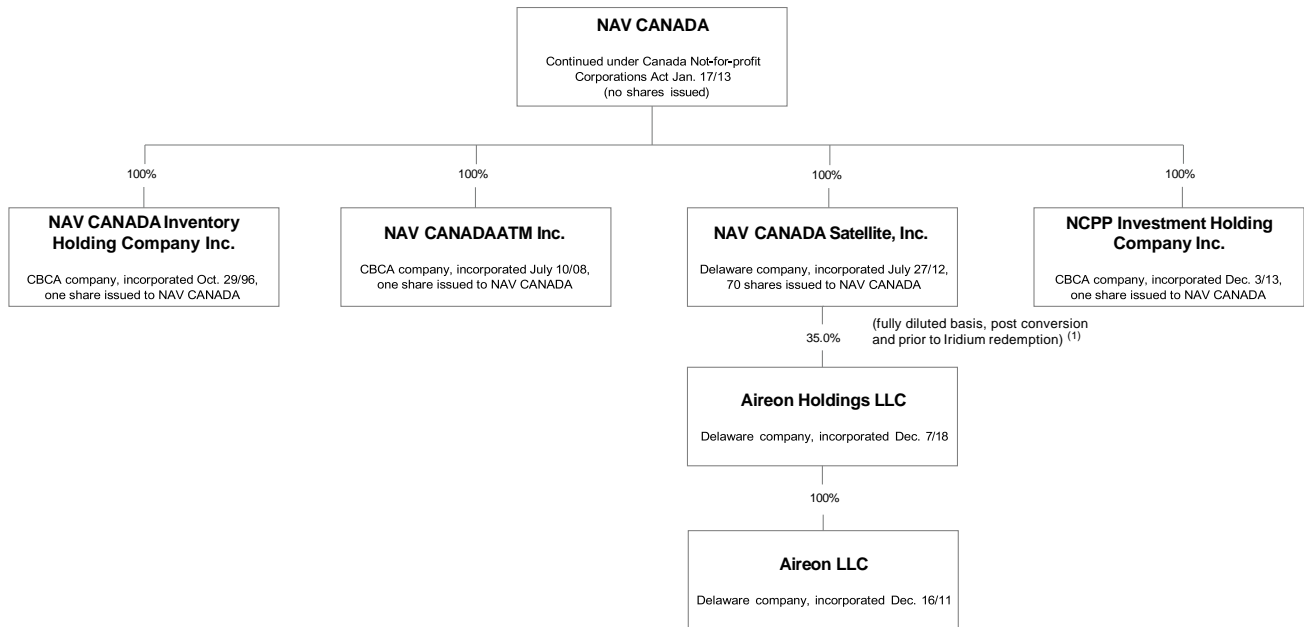 NAV CANADA
Continued under Canada Not-for-profit
Corporations Act Jan. 17/13
(no shares issued)
100%
100%
100%
100%
NAV CANADA Inventory
Holding Company Inc.
CBCA company, incorporated Oct. 29/96,
one share issued to NAV CANADA
NAV CANADAATM Inc.
CBCA company, incorporated July 10/08,
one share issued to NAV CANADA
NAV CANADA Satellite, Inc.
Delaware company, incorporated July 27/12,
70 shares issued to NAV CANADA
NCPP Investment Holding
Company Inc.
CBCA company, incorporated Dec. 3/13,
one share issued to NAV CANADA
35.0%
(fully diluted basis, post conversion
and prior to Iridium redemption) (1)
Aireon Holdings LLC
Delaware company, incorporated Dec. 7/18
100%
Aireon LLC
Delaware company, incorporated Dec. 16/11